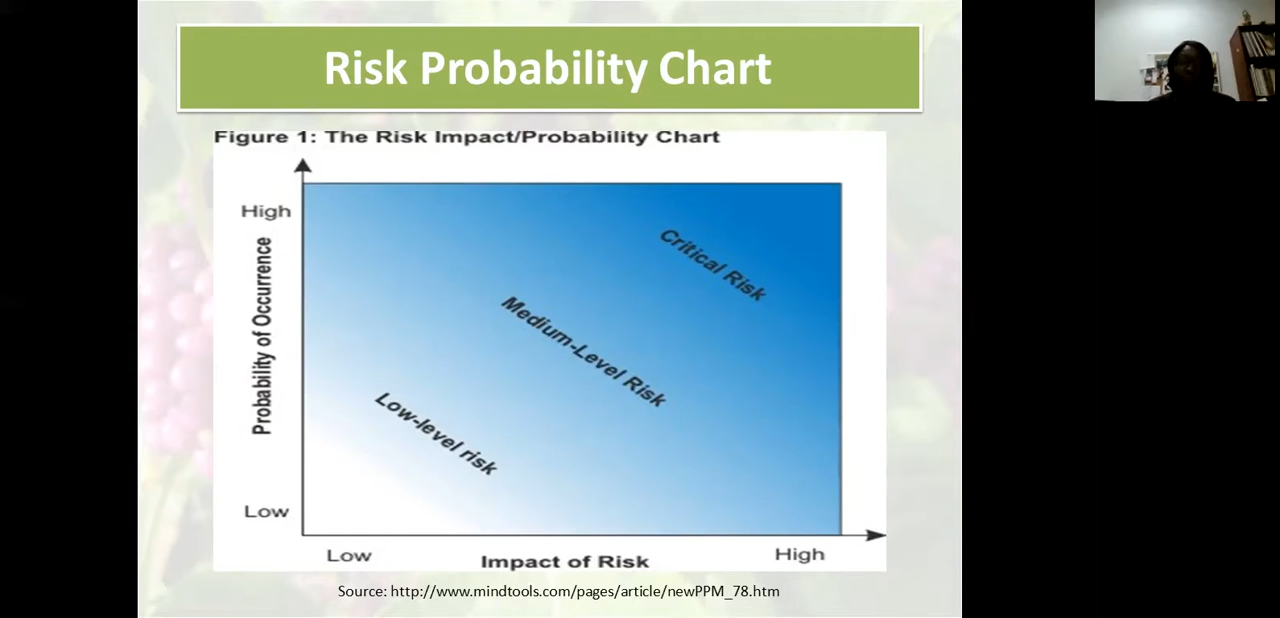 Risk Probability Chart
Figure 1: The Risk Impact/Probability Chart
High
Probability of Occurrence
Critical Risk
Medium-Level Risk
Low-level risk
Low
Low
Impact of Risk
High
Source: http://www.mindtools.com/pages/article/newPPM_78.htm